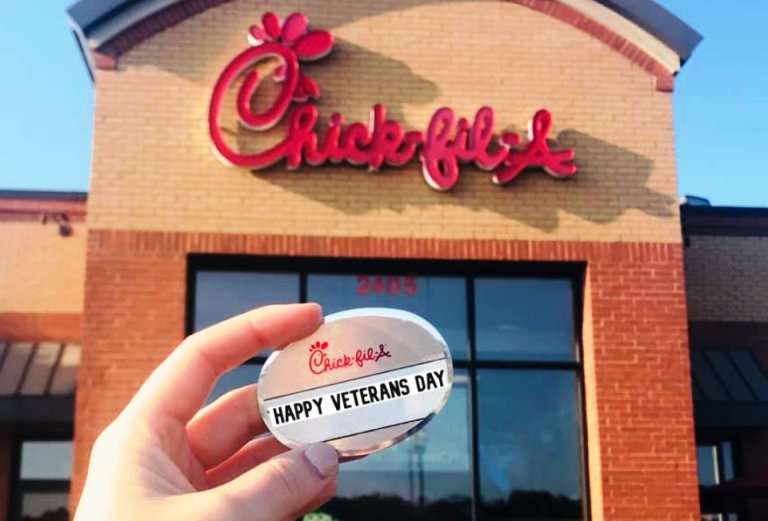 Chick-fil-A
2405
Chick-fil-A
HAPPY VETERANS DAY